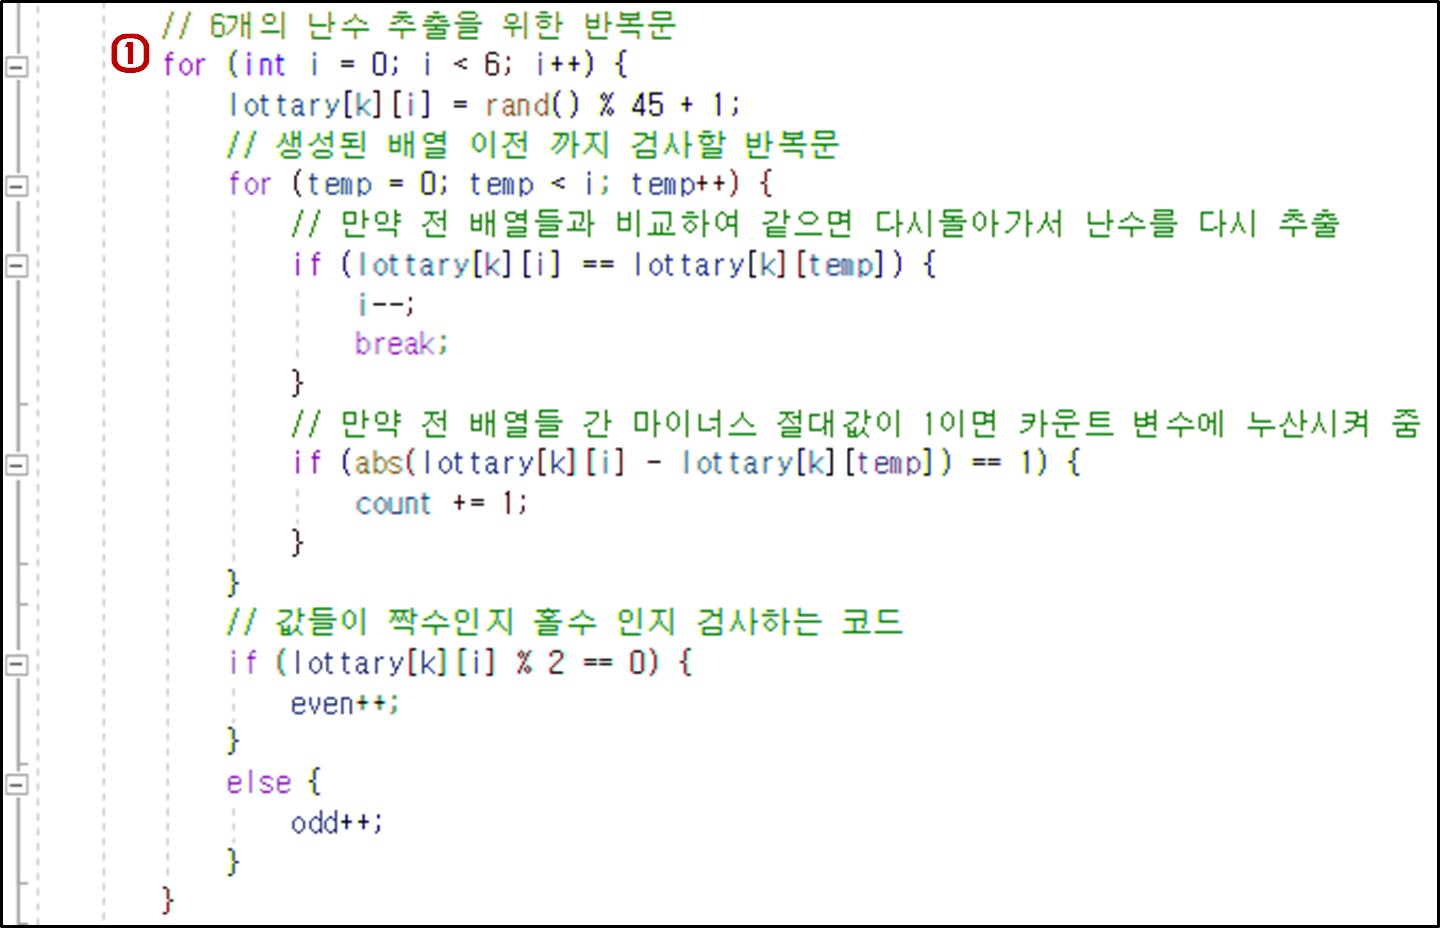 // 6개의 난수 추출을 위한 반복문
① for (int i = 0; i < 6; i++) {
lottary[k][i] = rand() % 45 + 1;
// 생성된 배열 이전 까지 검사할 반복문
for (temp = 0; temp < i; temp++) {
// 만약 전 배열들과 비교하여 같으면 다시돌아가서 난수를 다시 추출
if (lottary[k][i] == lottary[k][temp]) {
i--;
break;
}
// 만약 전 배열들 간 마이너스 절대값이 1이면 카운트 변수에 누산시켜 줌
if (abs(lottary[k][i] - lottary[k][temp]) == 1) {
count += 1;
}
}
// 값들이 짝수인지 홀수 인지 검사하는 코드
if (lottary[k][i] % 2 == 0) {
even++;
}
else {
odd++;
}
}